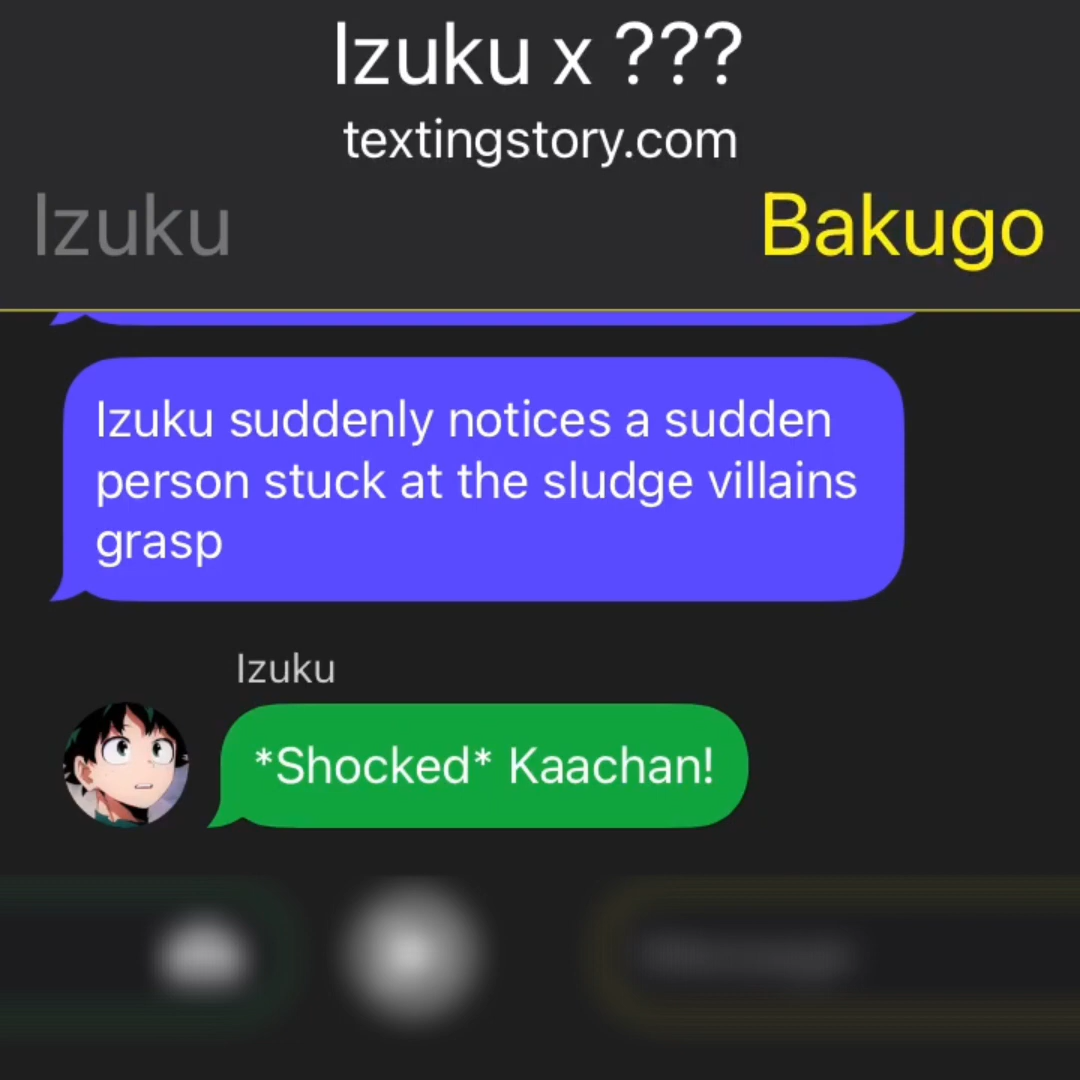 Izuku x ???
textingstory.com
Izuku
Bakugo
Izuku suddenly notices a sudden
person stuck at the sludge villains
grasp
Izuku
*Shocked* Kaachan!